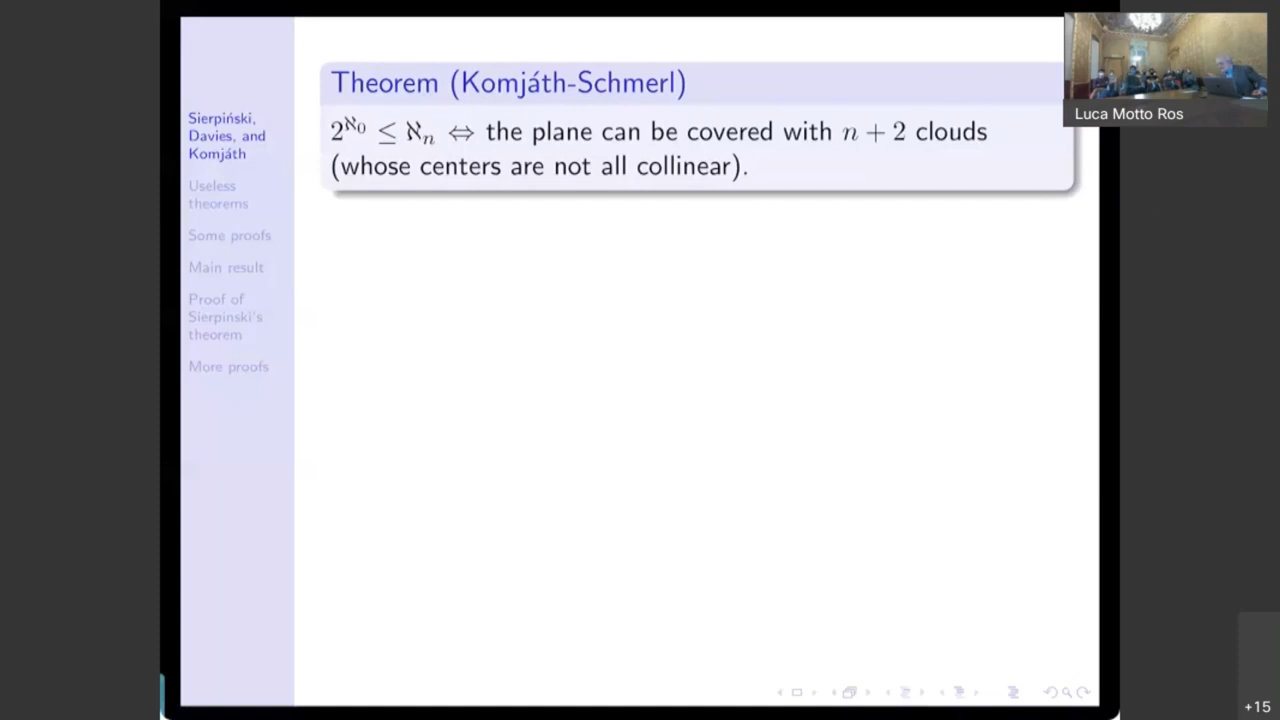 Sierpiński,
Davies, and
Komjáth
Useless
theorems
Some proofs
Main result
Proof of
Sierpinski's
theorem
More proofs
Theorem (Komjáth-Schmerl)
2^ℵ₀ ≤ ℵₙ ⇔ the plane can be covered with n + 2 clouds
(whose centers are not all collinear).
Luca Motto Ros
+15